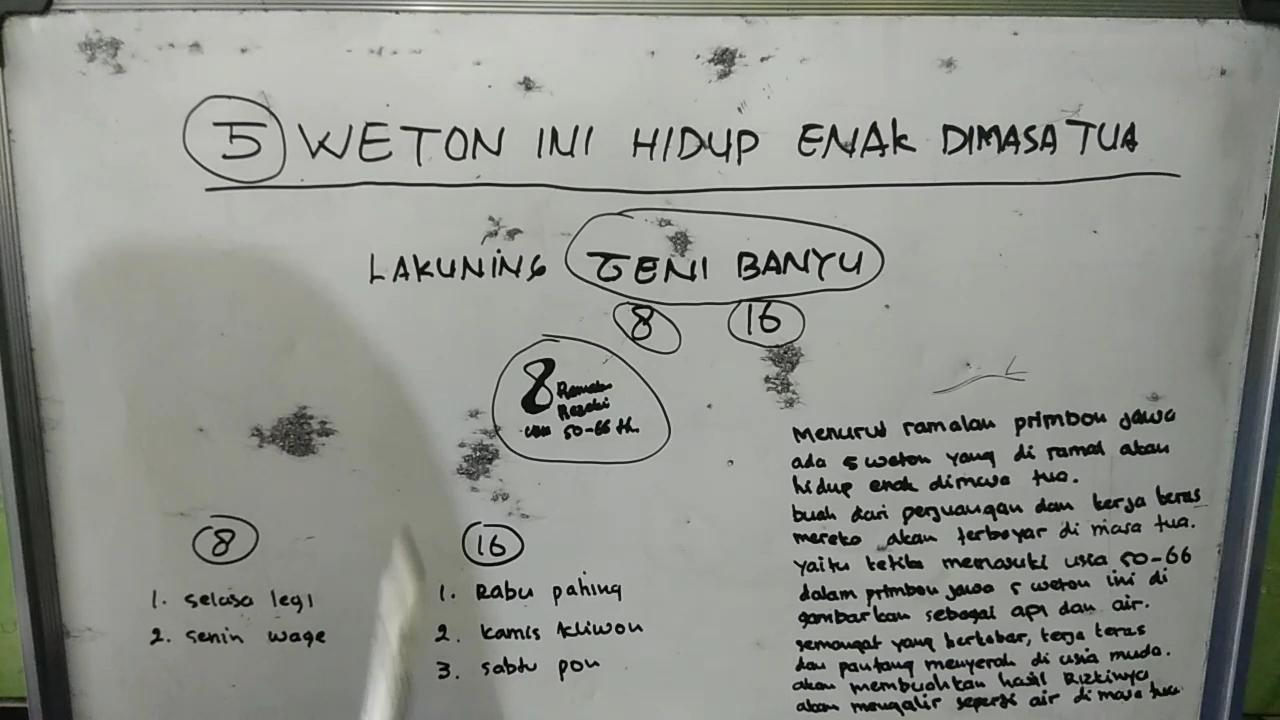 5 WETON INI HIDUP ENAK DIMASA TUA
LAKUNING GENI BANYU
8 16
8 Ramalan
Rezeki
usia 50-66 th.
8
1. selasa legi
2. senin wage
16
1. Rabu pahing
2. kamis kliwon
3. sabtu pon
Menurut ramalan primbon jawa
ada 5 weton yang di ramal akan
hidup enak dimasa tua.
buah dari perjuangan dan kerja keras
mereka akan terbayar di masa tua.
yaitu ketika memasuki usia 50-66
dalam primbon jawa 5 weton ini di
gambarkan sebagai api dan air.
semangat yang berkobar, kerja keras
dan pantang menyerah di usia muda.
akan membuahkan hasil Rizkinya
akan mengalir seperti air di masa tua.